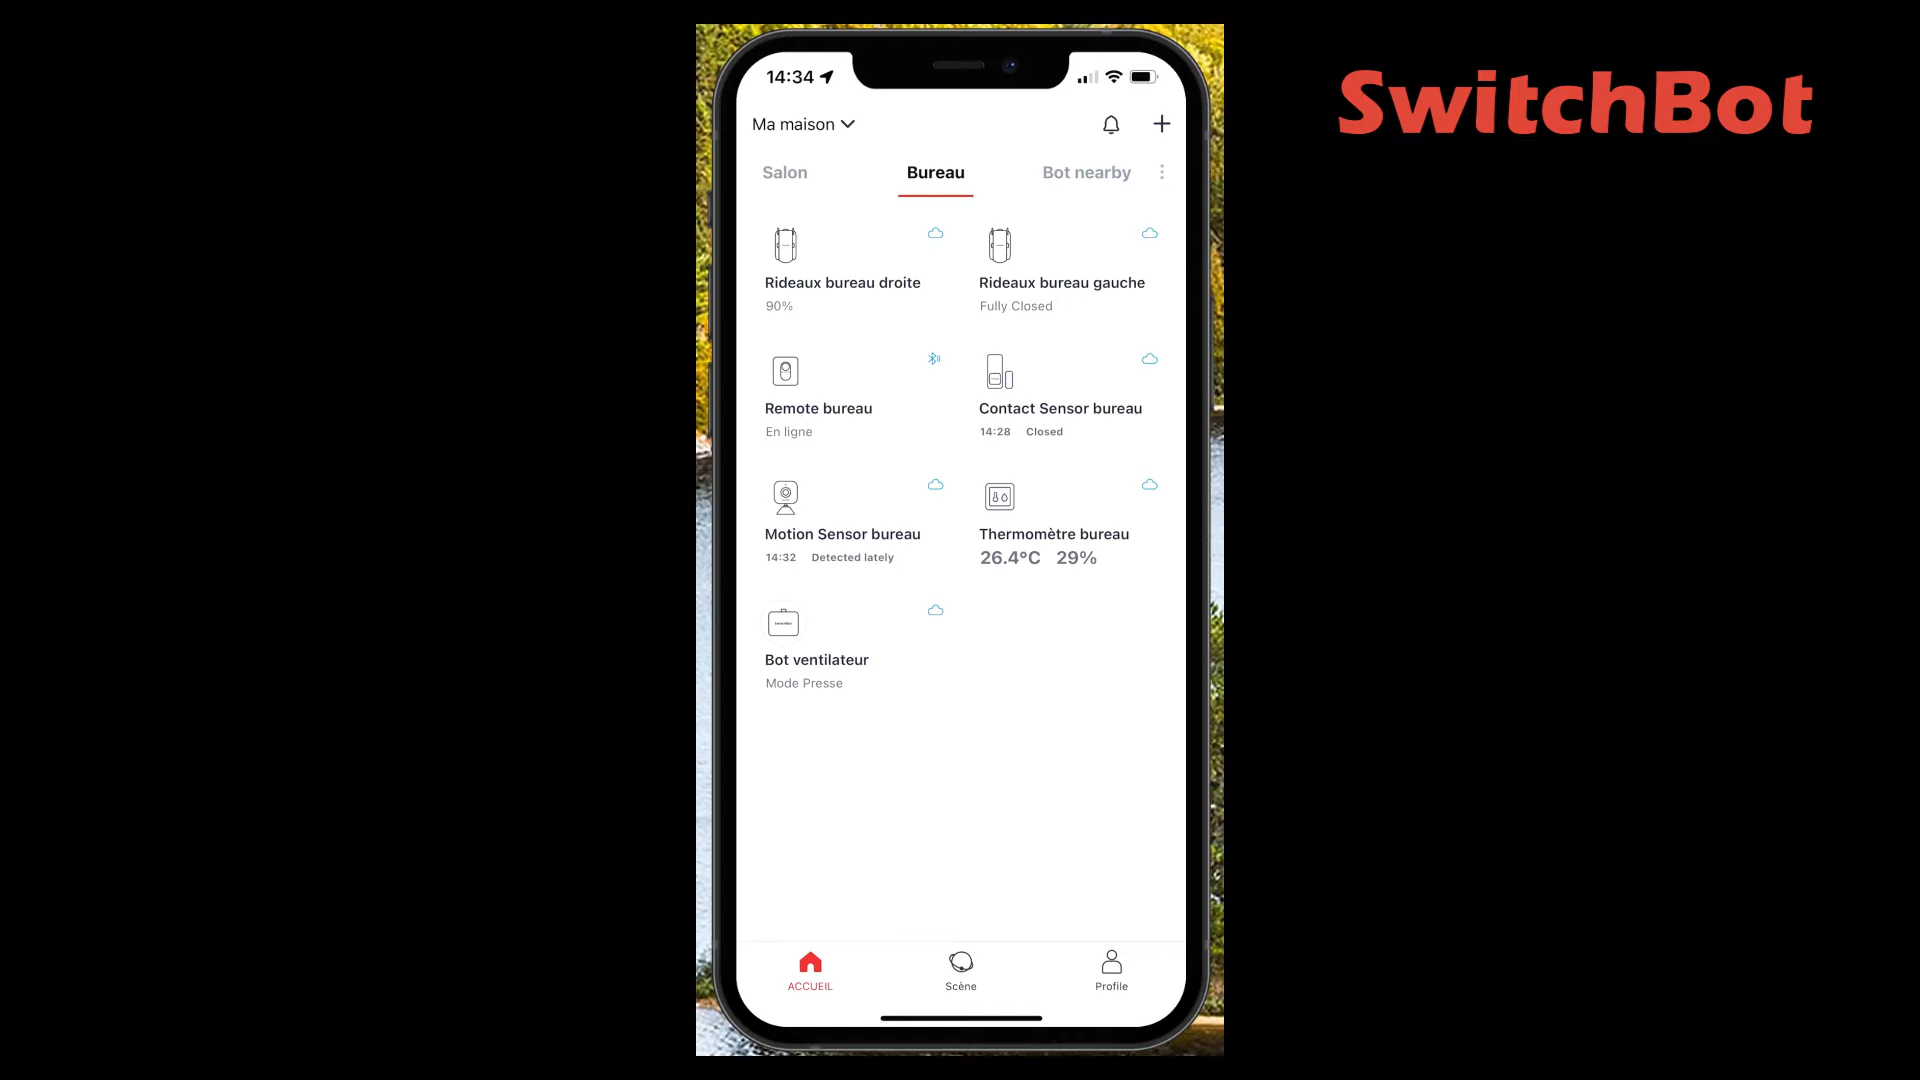 SwitchBot
14:34
Ma maison
Salon
Bureau
Bot nearby
Rideaux bureau droite
90%
Rideaux bureau gauche
Fully Closed
Remote bureau
En ligne
Contact Sensor bureau
14:28 Closed
Motion Sensor bureau
14:32 Detected lately
Thermomètre bureau
26.4°C 29%
SwitchBot
Bot ventilateur
Mode Presse
ACCUEIL
Scène
Profile